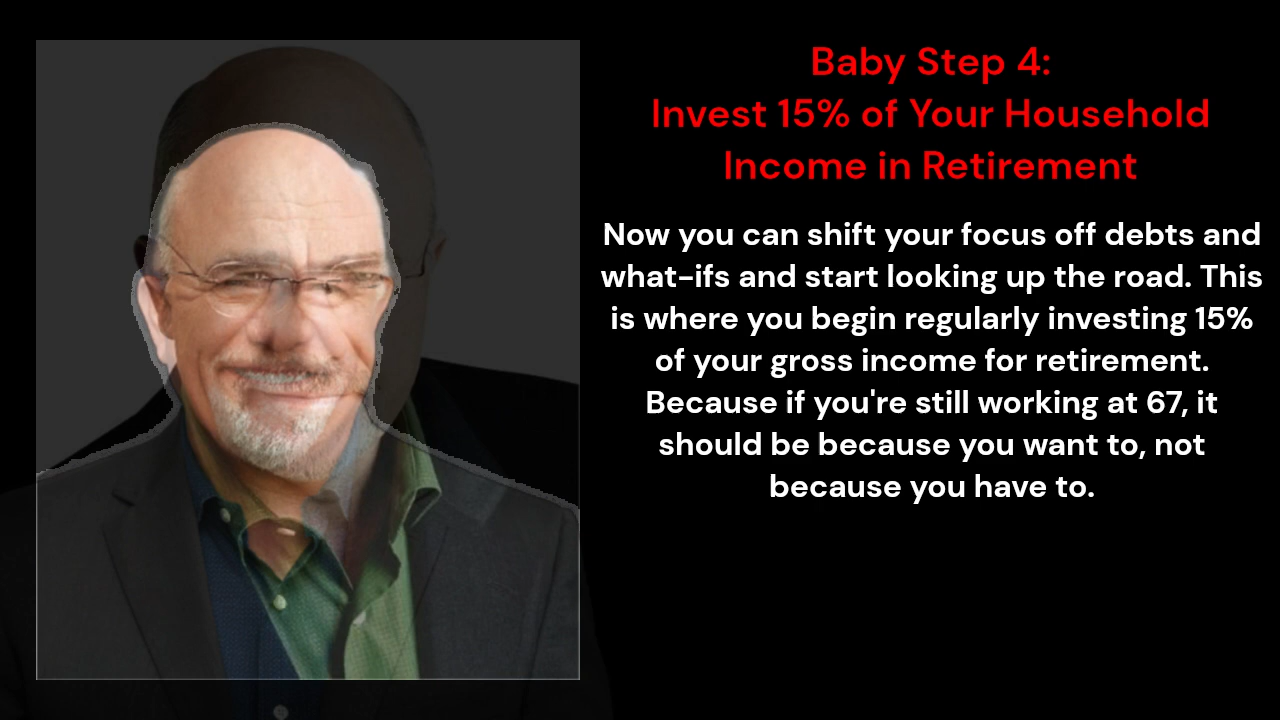 Baby Step 4:
Invest 15% of Your Household
Income in Retirement
Now you can shift your focus off debts and
what-ifs and start looking up the road. This
is where you begin regularly investing 15%
of your gross income for retirement.
Because if you're still working at 67, it
should be because you want to, not
because you have to.